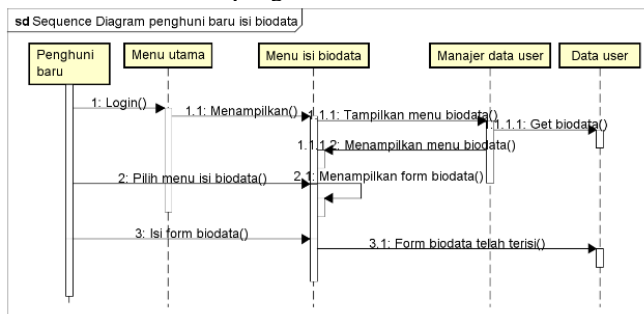 sd Sequence Diagram penghuni baru isi biodata
Penghuni
baru
Menu utama
Menu isi biodata
Manajer data user
Data user
1: Login()
1.1: Menampilkan()
1.1.1: Tampilkan menu biodata()
1.1.1.1: Get biodata()
1.1.1.2: Menampilkan menu biodata()
2: Pilih menu isi biodata()
2.1: Menampilkan form biodata()
3: Isi form biodata()
3.1: Form biodata telah terisi()